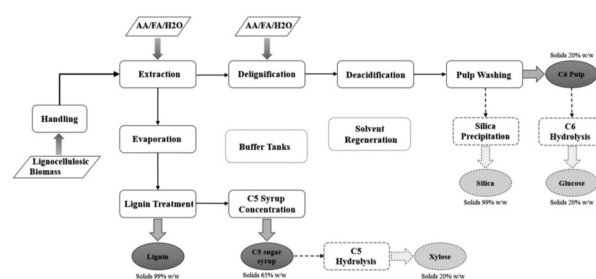 AA/FA/H2O
AA/FA/H2O
Solids 20% w/w
Extraction
Delignification
Deacidification
Pulp Washing
C6 Pulp
Handling
Evaporation
Buffer Tanks
Solvent
Regeneration
Silica
Precipitation
C6
Hydrolysis
Lignocellulosic
Biomass
Lignin Treatment
C5 Syrup
Concentration
Silica
Glucose
Solids 99% w/w
Solids 20% w/w
Lignin
C5 sugar
syrup
C5
Hydrolysis
Xylose
Solids 99% w/w
Solids 65% w/w
Solids 20% w/w